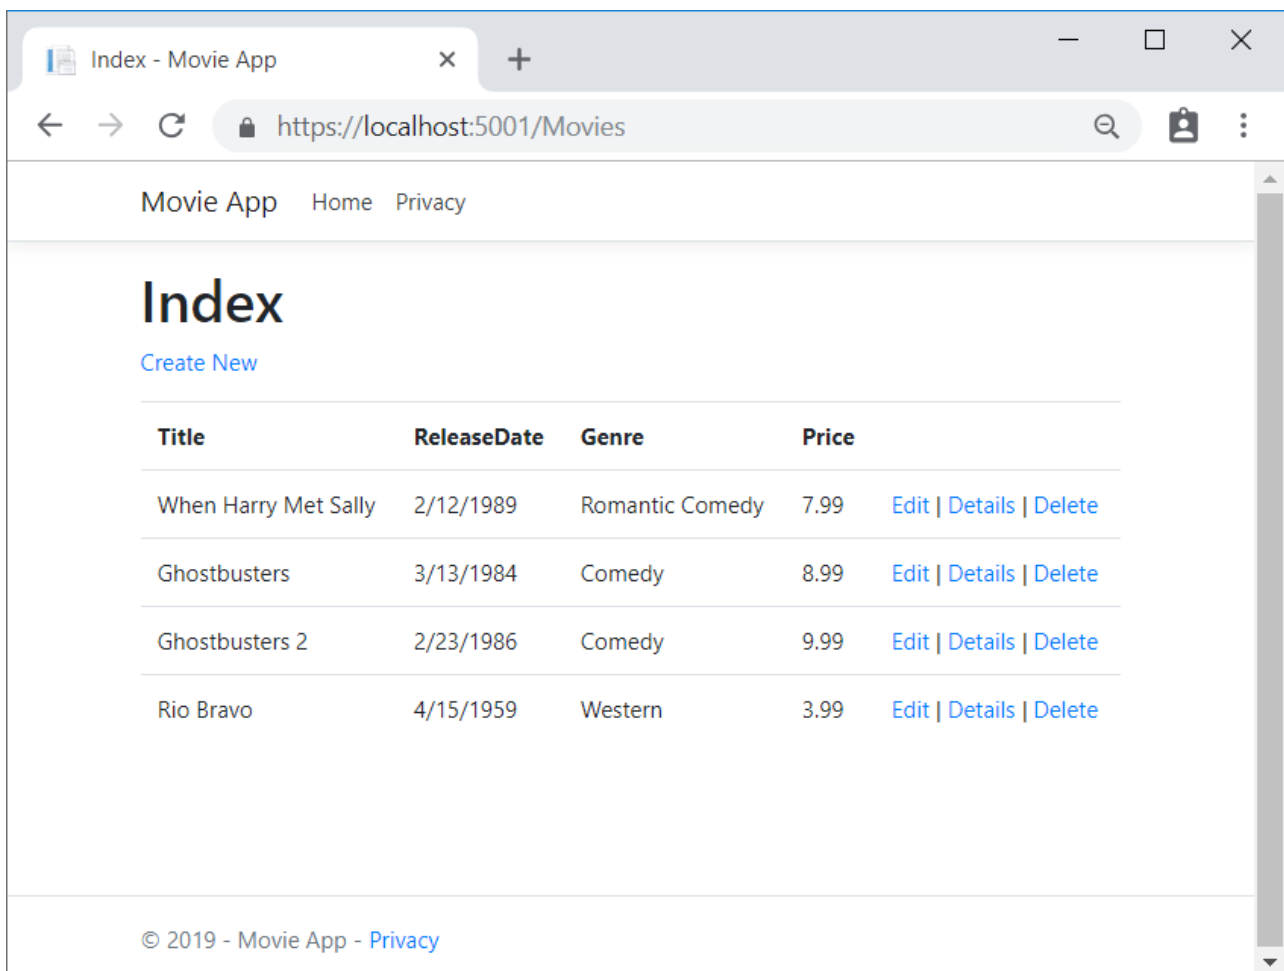 Index - Movie App
https://localhost:5001/Movies
Movie App Home Privacy
Index
Create New
Title ReleaseDate Genre Price
When Harry Met Sally 2/12/1989 Romantic Comedy 7.99 Edit | Details | Delete
Ghostbusters 3/13/1984 Comedy 8.99 Edit | Details | Delete
Ghostbusters 2 2/23/1986 Comedy 9.99 Edit | Details | Delete
Rio Bravo 4/15/1959 Western 3.99 Edit | Details | Delete
© 2019 - Movie App - Privacy